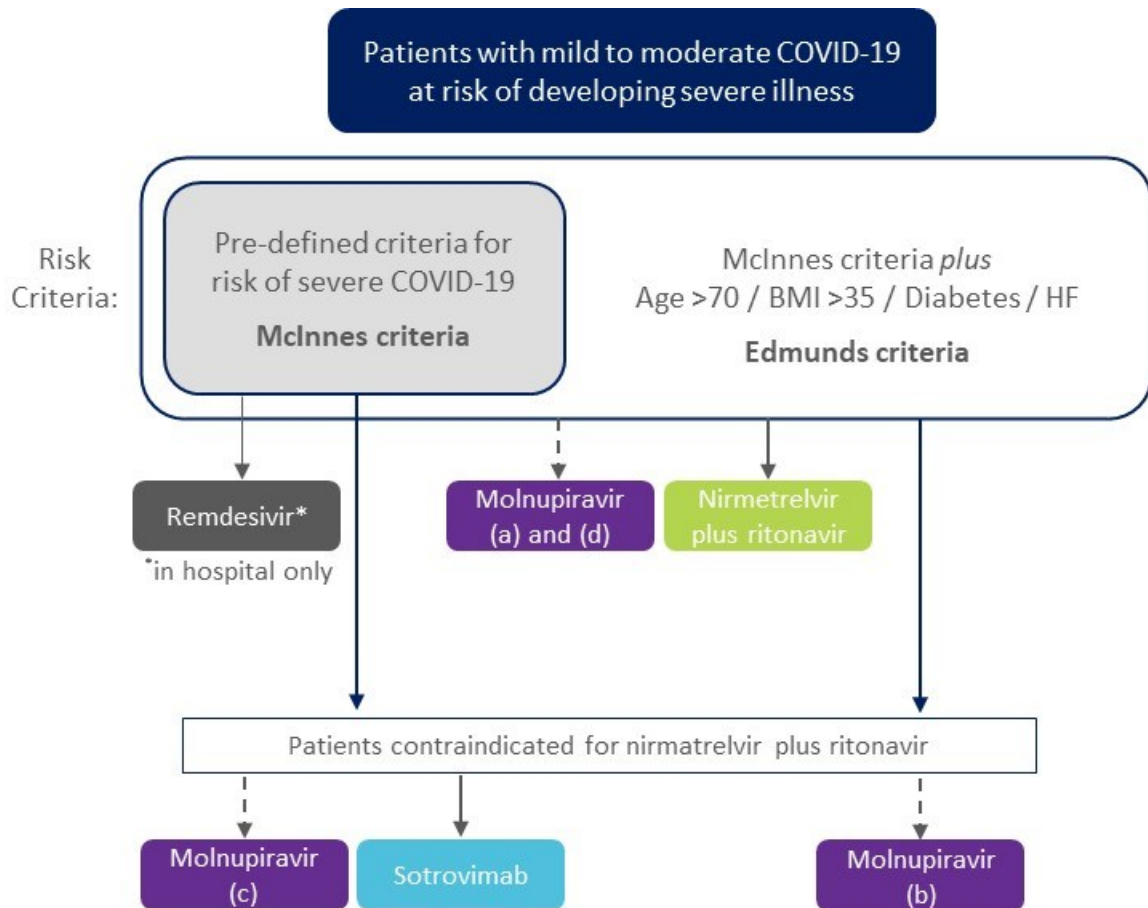 Patients with mild to moderate COVID-19
at risk of developing severe illness
Risk
Criteria:
Pre-defined criteria for
risk of severe COVID-19
McInnes criteria
McInnes criteria plus
Age >70 / BMI >35 / Diabetes / HF
Edmunds criteria
Remdesivir*
*in hospital only
Molnupiravir
(a) and (d)
Nirmetrelvir
plus ritonavir
Patients contraindicated for nirmatrelvir plus ritonavir
Molnupiravir
(c)
Sotrovimab
Molnupiravir
(b)